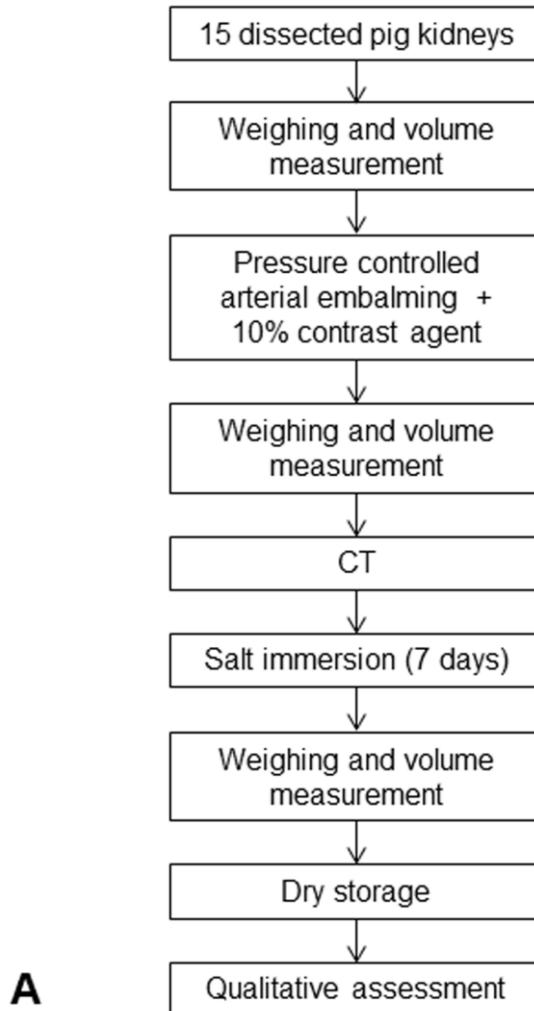 15 dissected pig kidneys
Weighing and volume
measurement
Pressure controlled
arterial embalming +
10% contrast agent
Weighing and volume
measurement
CT
Salt immersion (7 days)
Weighing and volume
measurement
Dry storage
Qualitative assessment
A